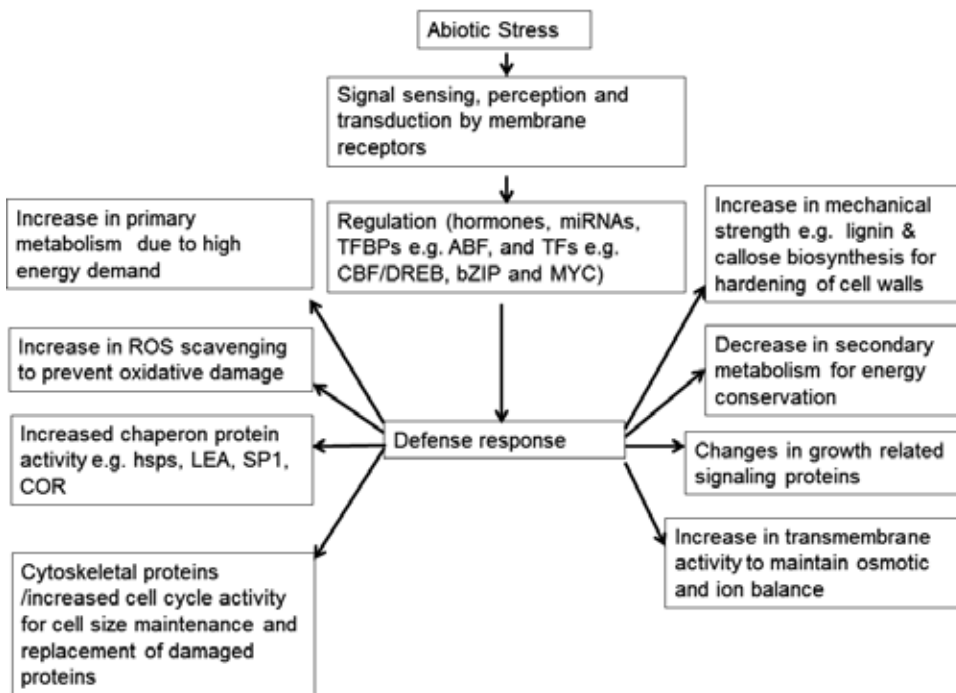 Abiotic Stress
Signal sensing, perception and
transduction by membrane
receptors
Regulation (hormones, miRNAs,
TFBPs e.g. ABF, and TFs e.g.
CBF/DREB, bZIP and MYC)
Increase in primary
metabolism due to high
energy demand
Increase in ROS scavenging
to prevent oxidative damage
Increased chaperon protein
activity e.g. hsps, LEA, SP1,
COR
Cytoskeletal proteins
/increased cell cycle activity
for cell size maintenance and
replacement of damaged
proteins
Defense response
Increase in mechanical
strength e.g. lignin &
callose biosynthesis for
hardening of cell walls
Decrease in secondary
metabolism for energy
conservation
Changes in growth related
signaling proteins
Increase in transmembrane
activity to maintain osmotic
and ion balance